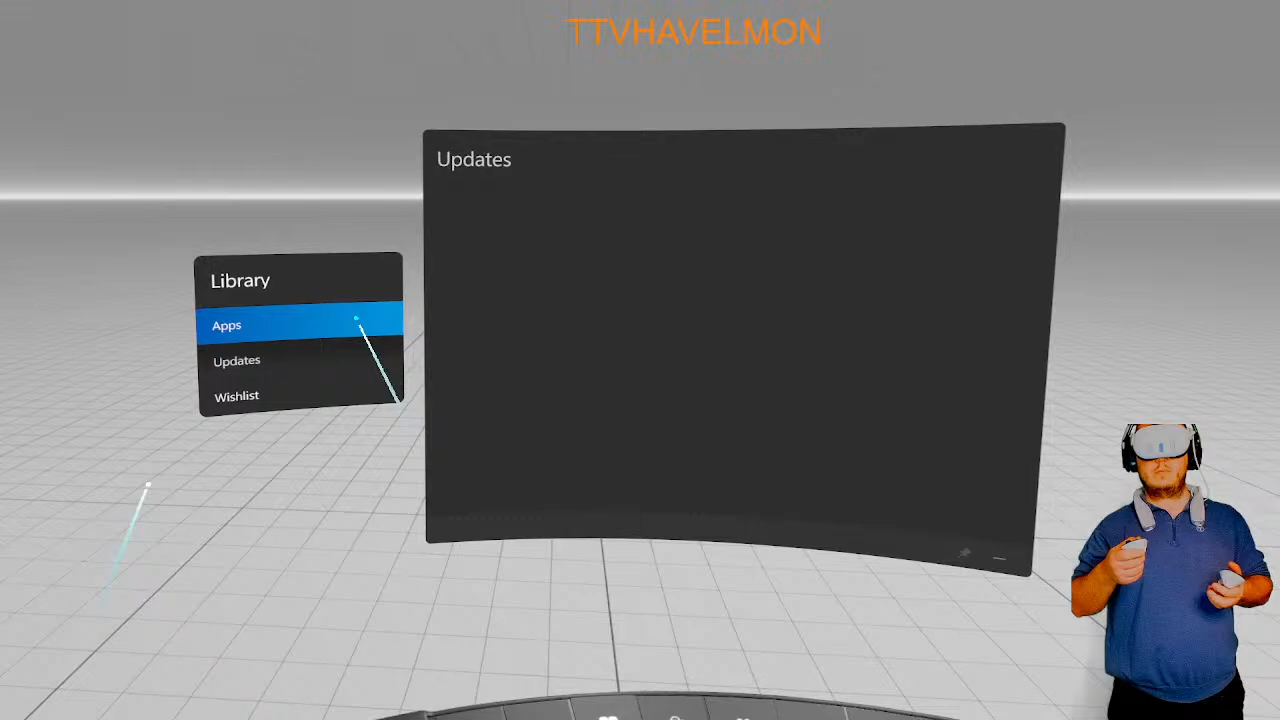 TTVHAVELMON
Updates
Library
Apps
Updates
Wishlist